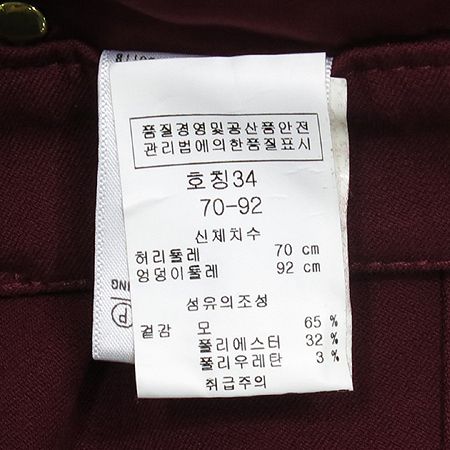 8110
품질경영및공산품안전
관리법에의한품질표시
호칭34
70-92
신체치수
허리둘레 70 cm
엉덩이둘레 92 cm
섬유의조성
겉감 모 65 %
폴리에스터 32 %
폴리우레탄 3 %
취급주의
P